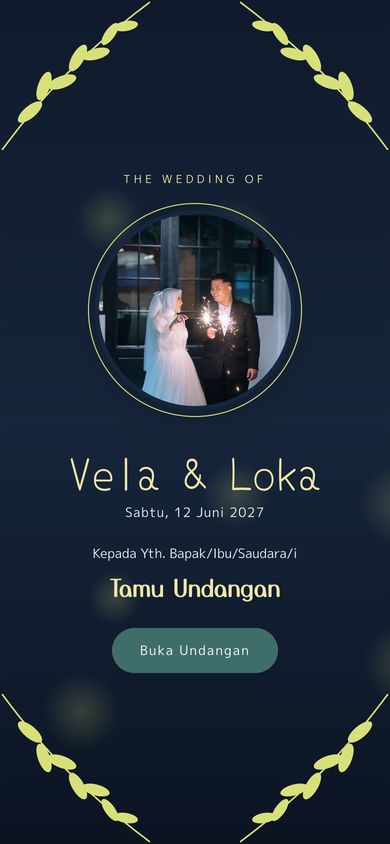 THE WEDDING OF
Vela & Loka
Sabtu, 12 Juni 2027
Kepada Yth. Bapak/Ibu/Saudara/i
Tamu Undangan
Buka Undangan